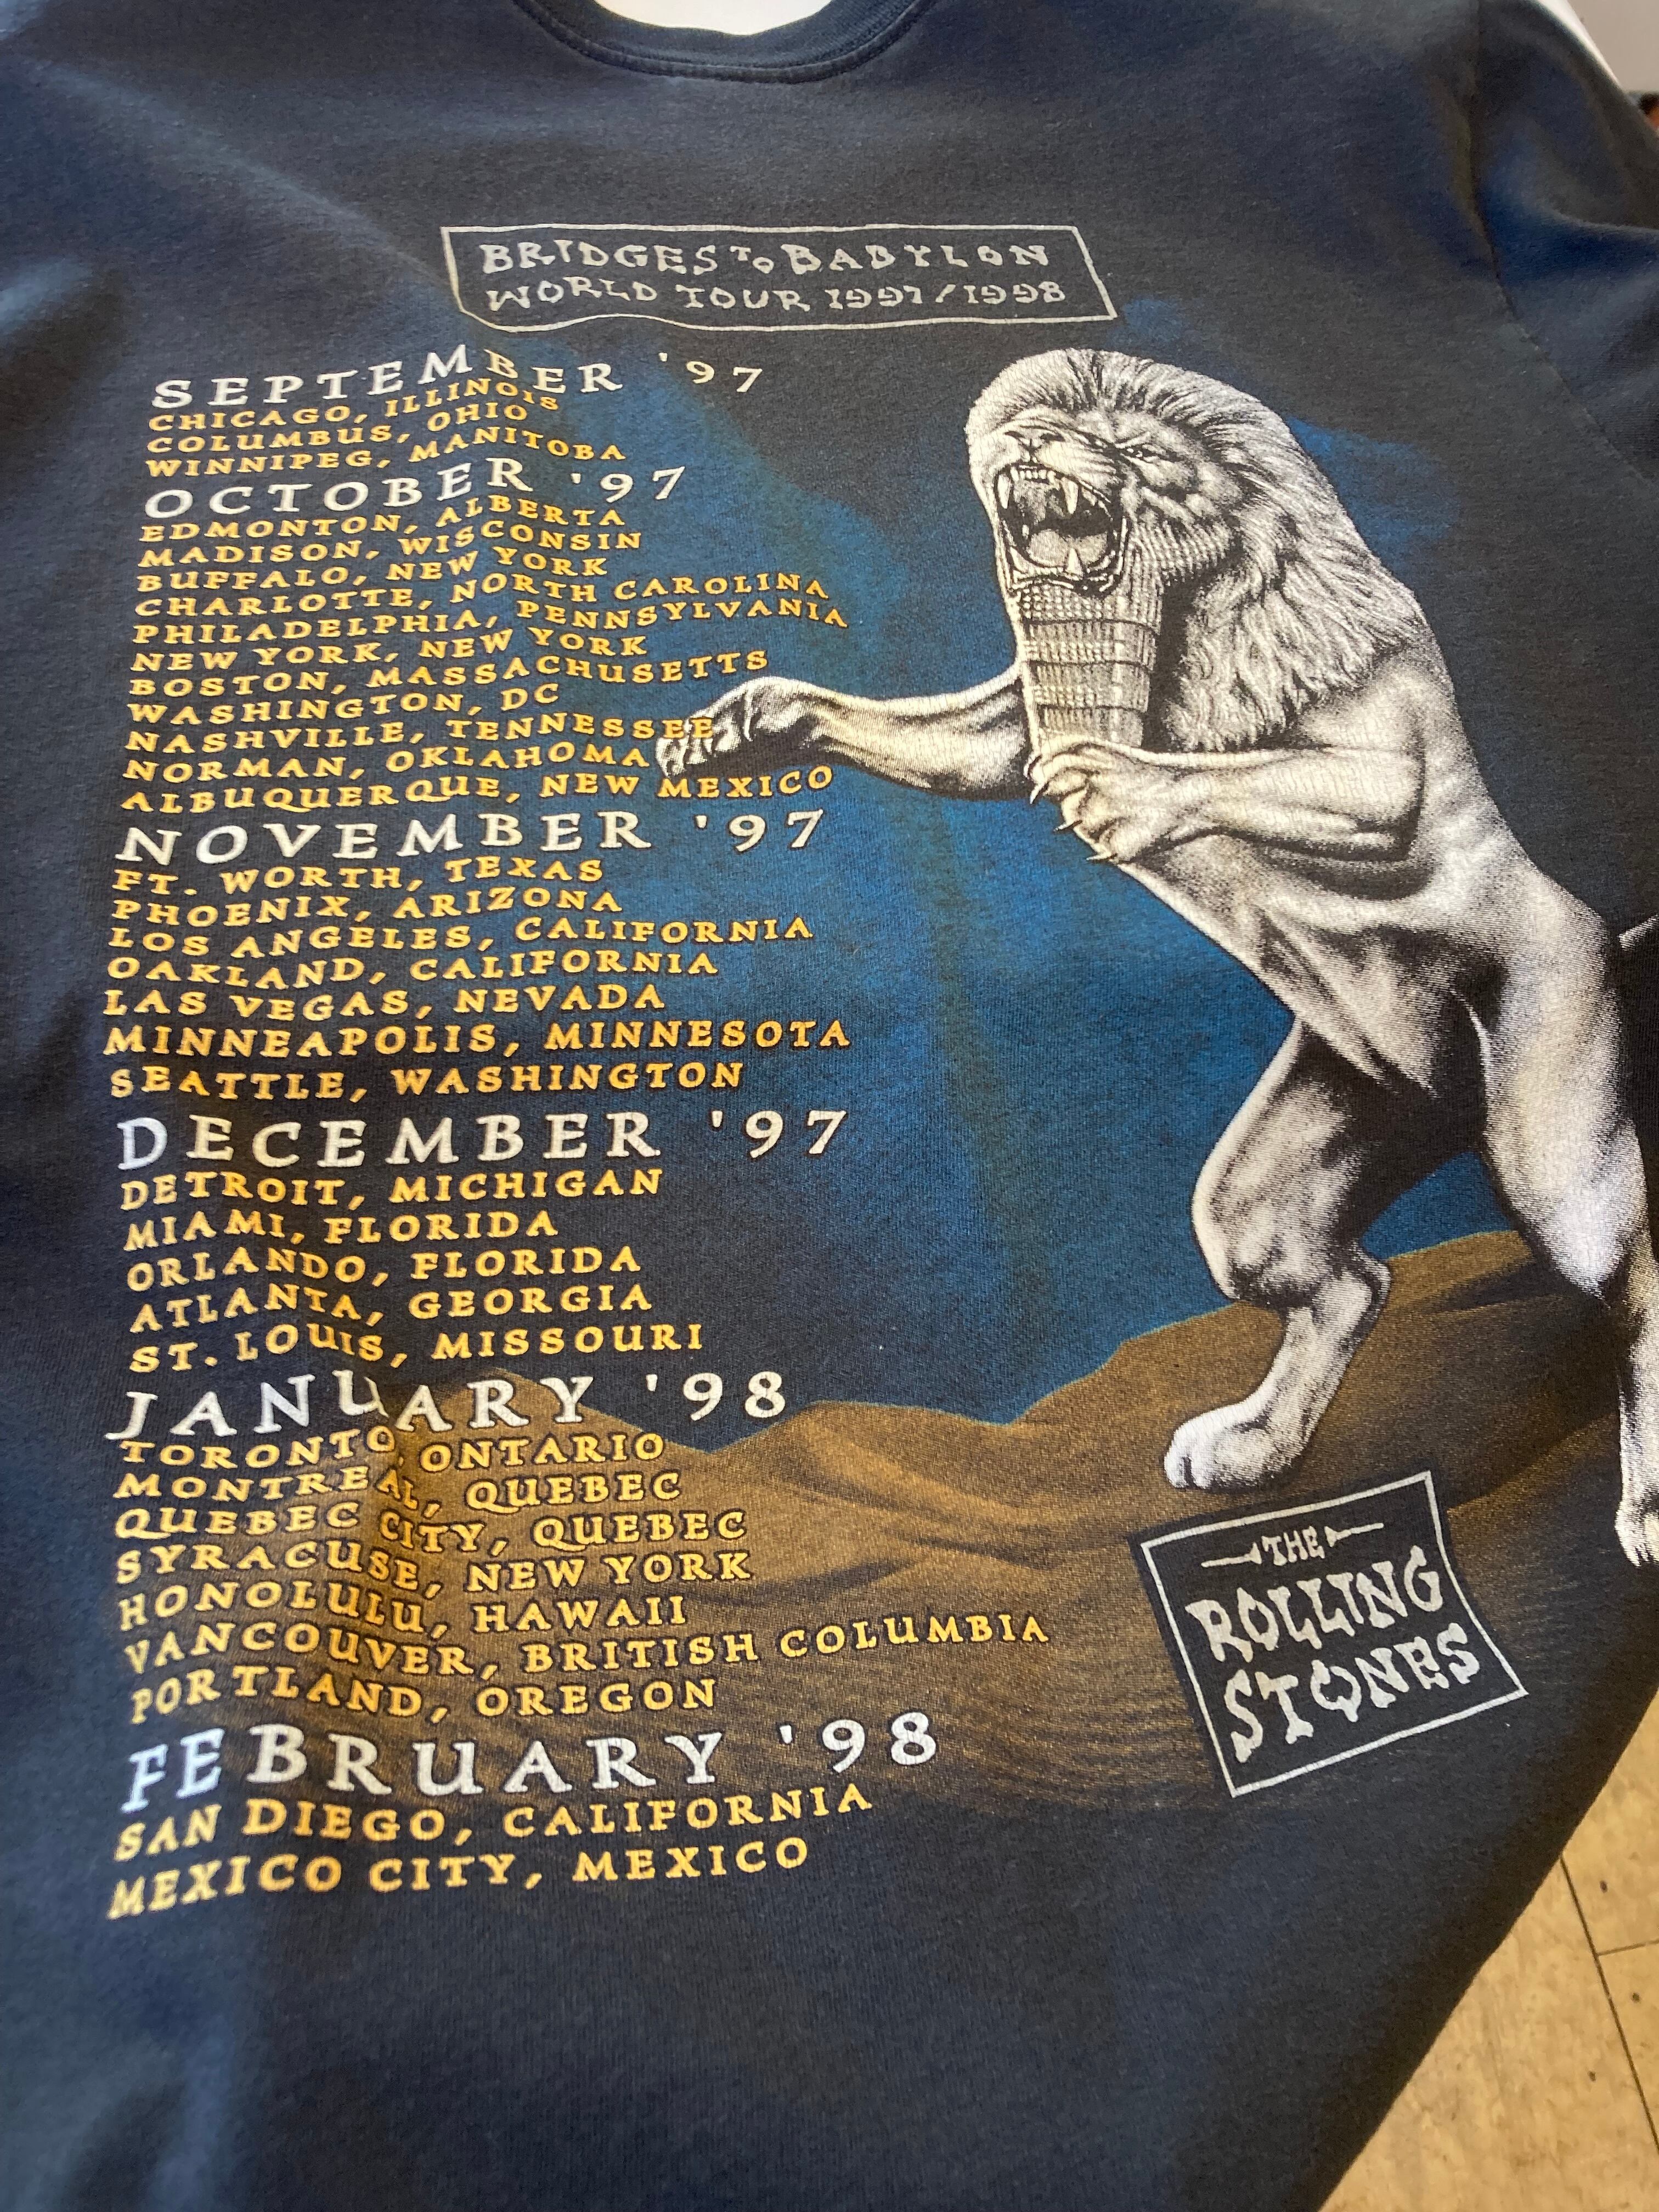 BRIDGES TO BABYLON
WORLD TOUR 1997/1998
SEPTEMBER '97
CHICAGO, ILLINOIS
COLUMBUS, OHIO
WINNIPEG, MANITOBA
OCTOBER '97
EDMONTON, ALBERTA
MADISON, WISCONSIN
BUFFALO, NEW YORK
CHARLOTTE, NORTH CAROLINA
PHILADELPHIA, PENNSYLVANIA
NEW YORK, NEW YORK
BOSTON, MASSACHUSETTS
WASHINGTON, DC
NASHVILLE, TENNESSEE
NORMAN, OKLAHOMA
ALBUQUERQUE, NEW MEXICO
NOVEMBER '97
FT. WORTH, TEXAS
PHOENIX, ARIZONA
LOS ANGELES, CALIFORNIA
OAKLAND, CALIFORNIA
LAS VEGAS, NEVADA
MINNEAPOLIS, MINNESOTA
SEATTLE, WASHINGTON
DECEMBER '97
DETROIT, MICHIGAN
MIAMI, FLORIDA
ORLANDO, FLORIDA
ATLANTA, GEORGIA
ST. LOUIS, MISSOURI
JANUARY '98
TORONTO, ONTARIO
MONTREAL, QUEBEC
QUEBEC CITY, QUEBEC
SYRACUSE, NEW YORK
HONOLULU, HAWAII
VANCOUVER, BRITISH COLUMBIA
PORTLAND, OREGON
FEBRUARY '98
SAN DIEGO, CALIFORNIA
MEXICO CITY, MEXICO
THE
ROLLING
STONES